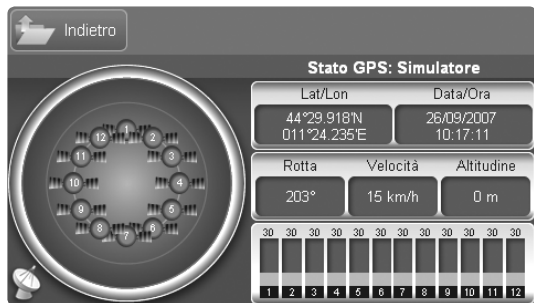 Indietro
Stato GPS: Simulatore
Lat/Lon
Data/Ora
44°29.918'N
011°24.235'E
26/09/2007
10:17:11
Rotta
Velocità
Altitudine
203°
15 km/h
0 m
1
2
3
4
5
6
7
8
9
10
11
12
30 30 30 30 30 30 30 30 30 30 30 30
1 2 3 4 5 6 7 8 9 10 11 12